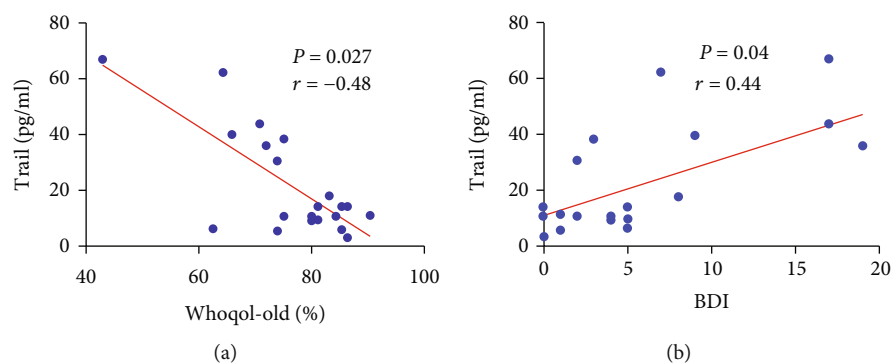 80
60
40
20
0
Trail (pg/ml)
P = 0.027
r = −0.48
40
60
80
100
Whoqol-old (%)
(a)
80
60
40
20
0
Trail (pg/ml)
P = 0.04
r = 0.44
0
5
10
15
20
BDI
(b)